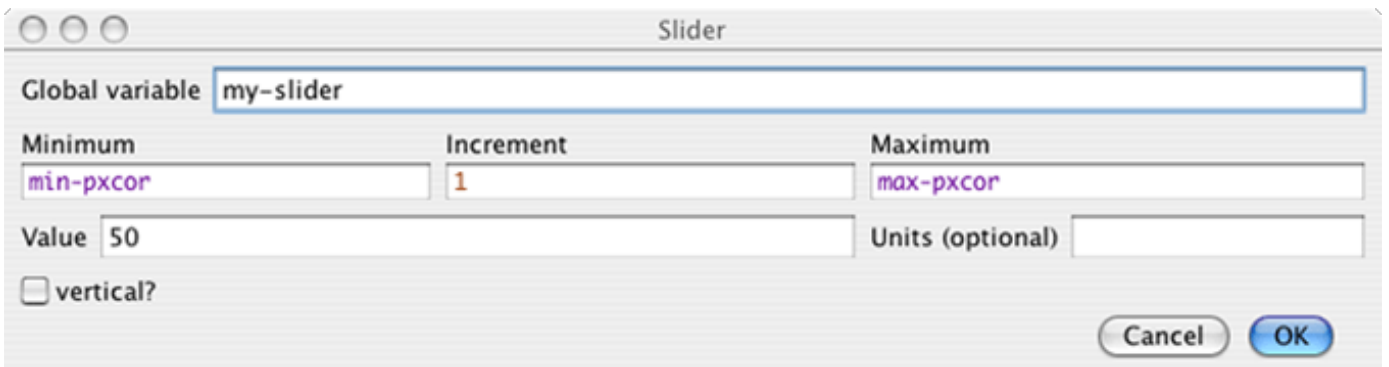 Slider
Global variable my-slider
Minimum Increment Maximum
min-pxcor 1 max-pxcor
Value 50 Units (optional)
vertical?
Cancel OK